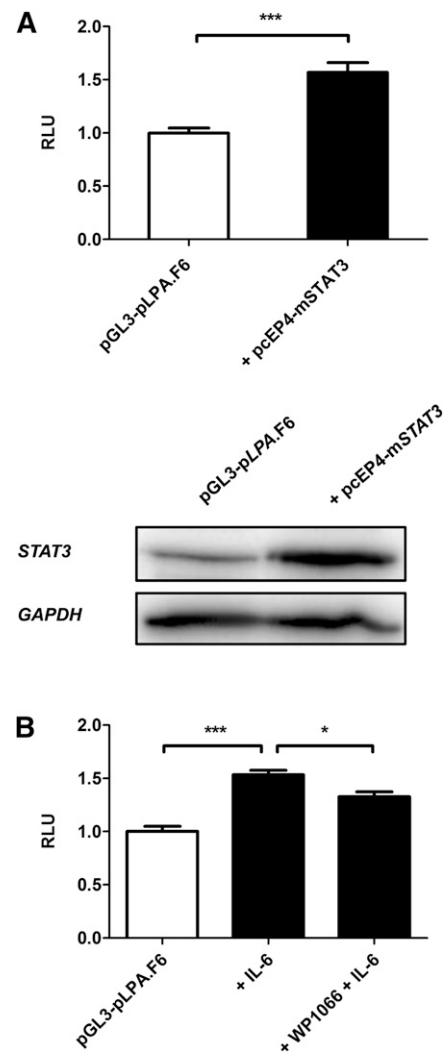 A
***
2.0
1.5
1.0
0.5
0.0
RLU
pGL3-pLPA.F6
+ pcEP4-mSTAT3
pGL3-pLPA.F6
+ pcEP4-mSTAT3
STAT3
GAPDH
B
***
*
2.0
1.5
1.0
0.5
0.0
RLU
pGL3-pLPA.F6
+ IL-6
+ WP1066 + IL-6